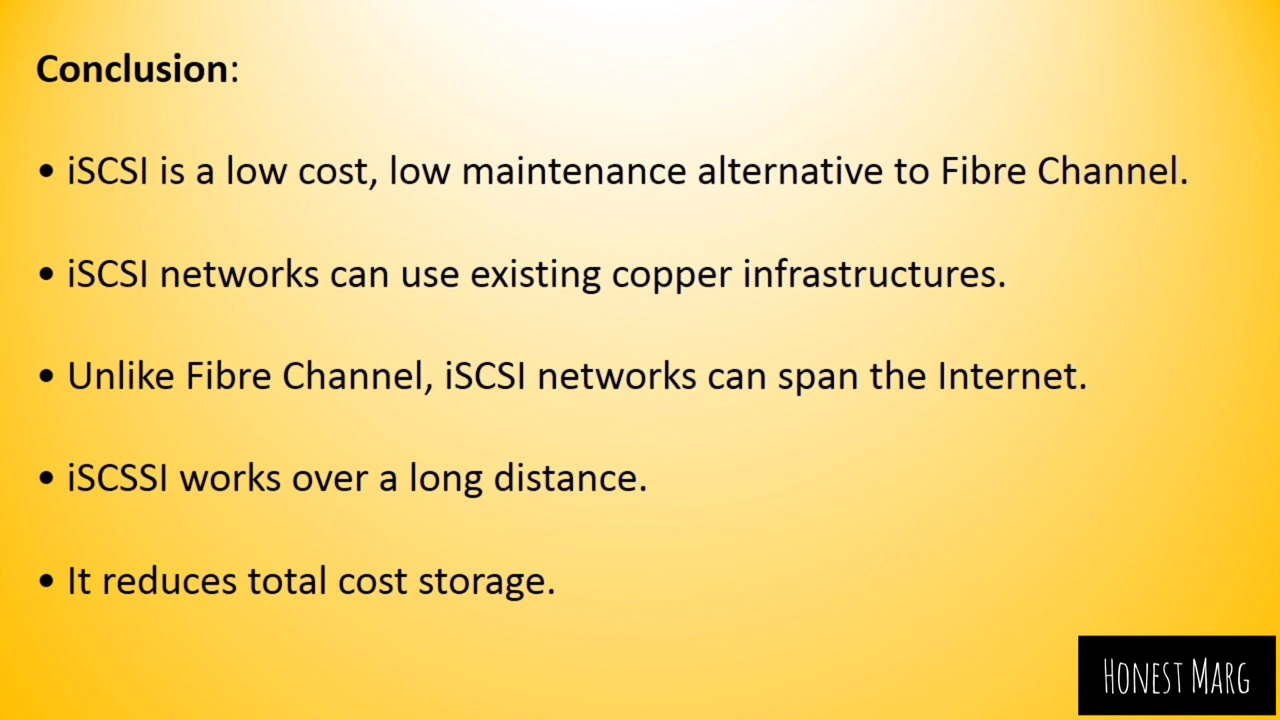 Conclusion:
• iSCSI is a low cost, low maintenance alternative to Fibre Channel.
• iSCSI networks can use existing copper infrastructures.
• Unlike Fibre Channel, iSCSI networks can span the Internet.
• iSCSSI works over a long distance.
• It reduces total cost storage.
HONEST MARG